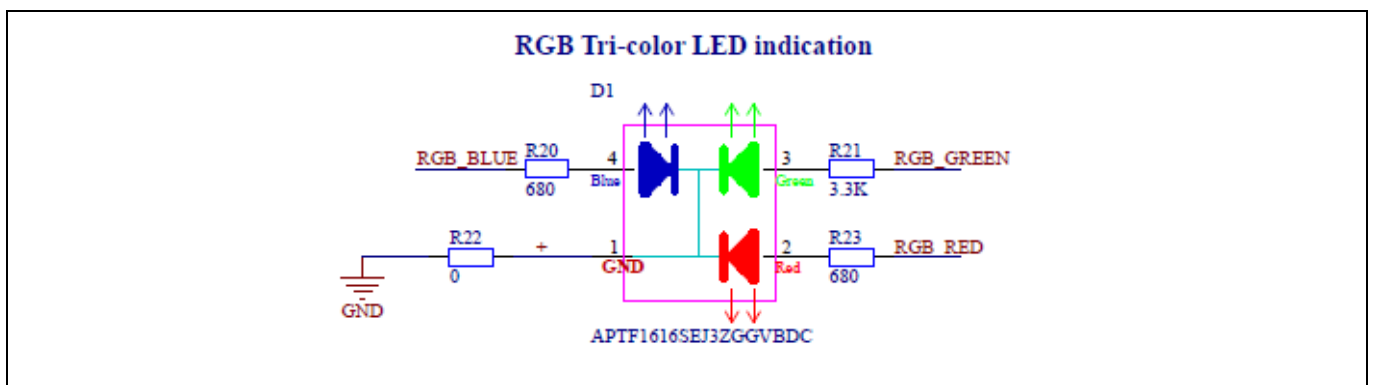 RGB Tri-color LED indication
D1
RGB_BLUE R20 4 3 R21 RGB_GREEN
Blue Green
680 3.3K
R22 + 1 2 R23 RGB_RED
GND Red
0 680
GND
APTF1616SEJ3ZGGVBDC